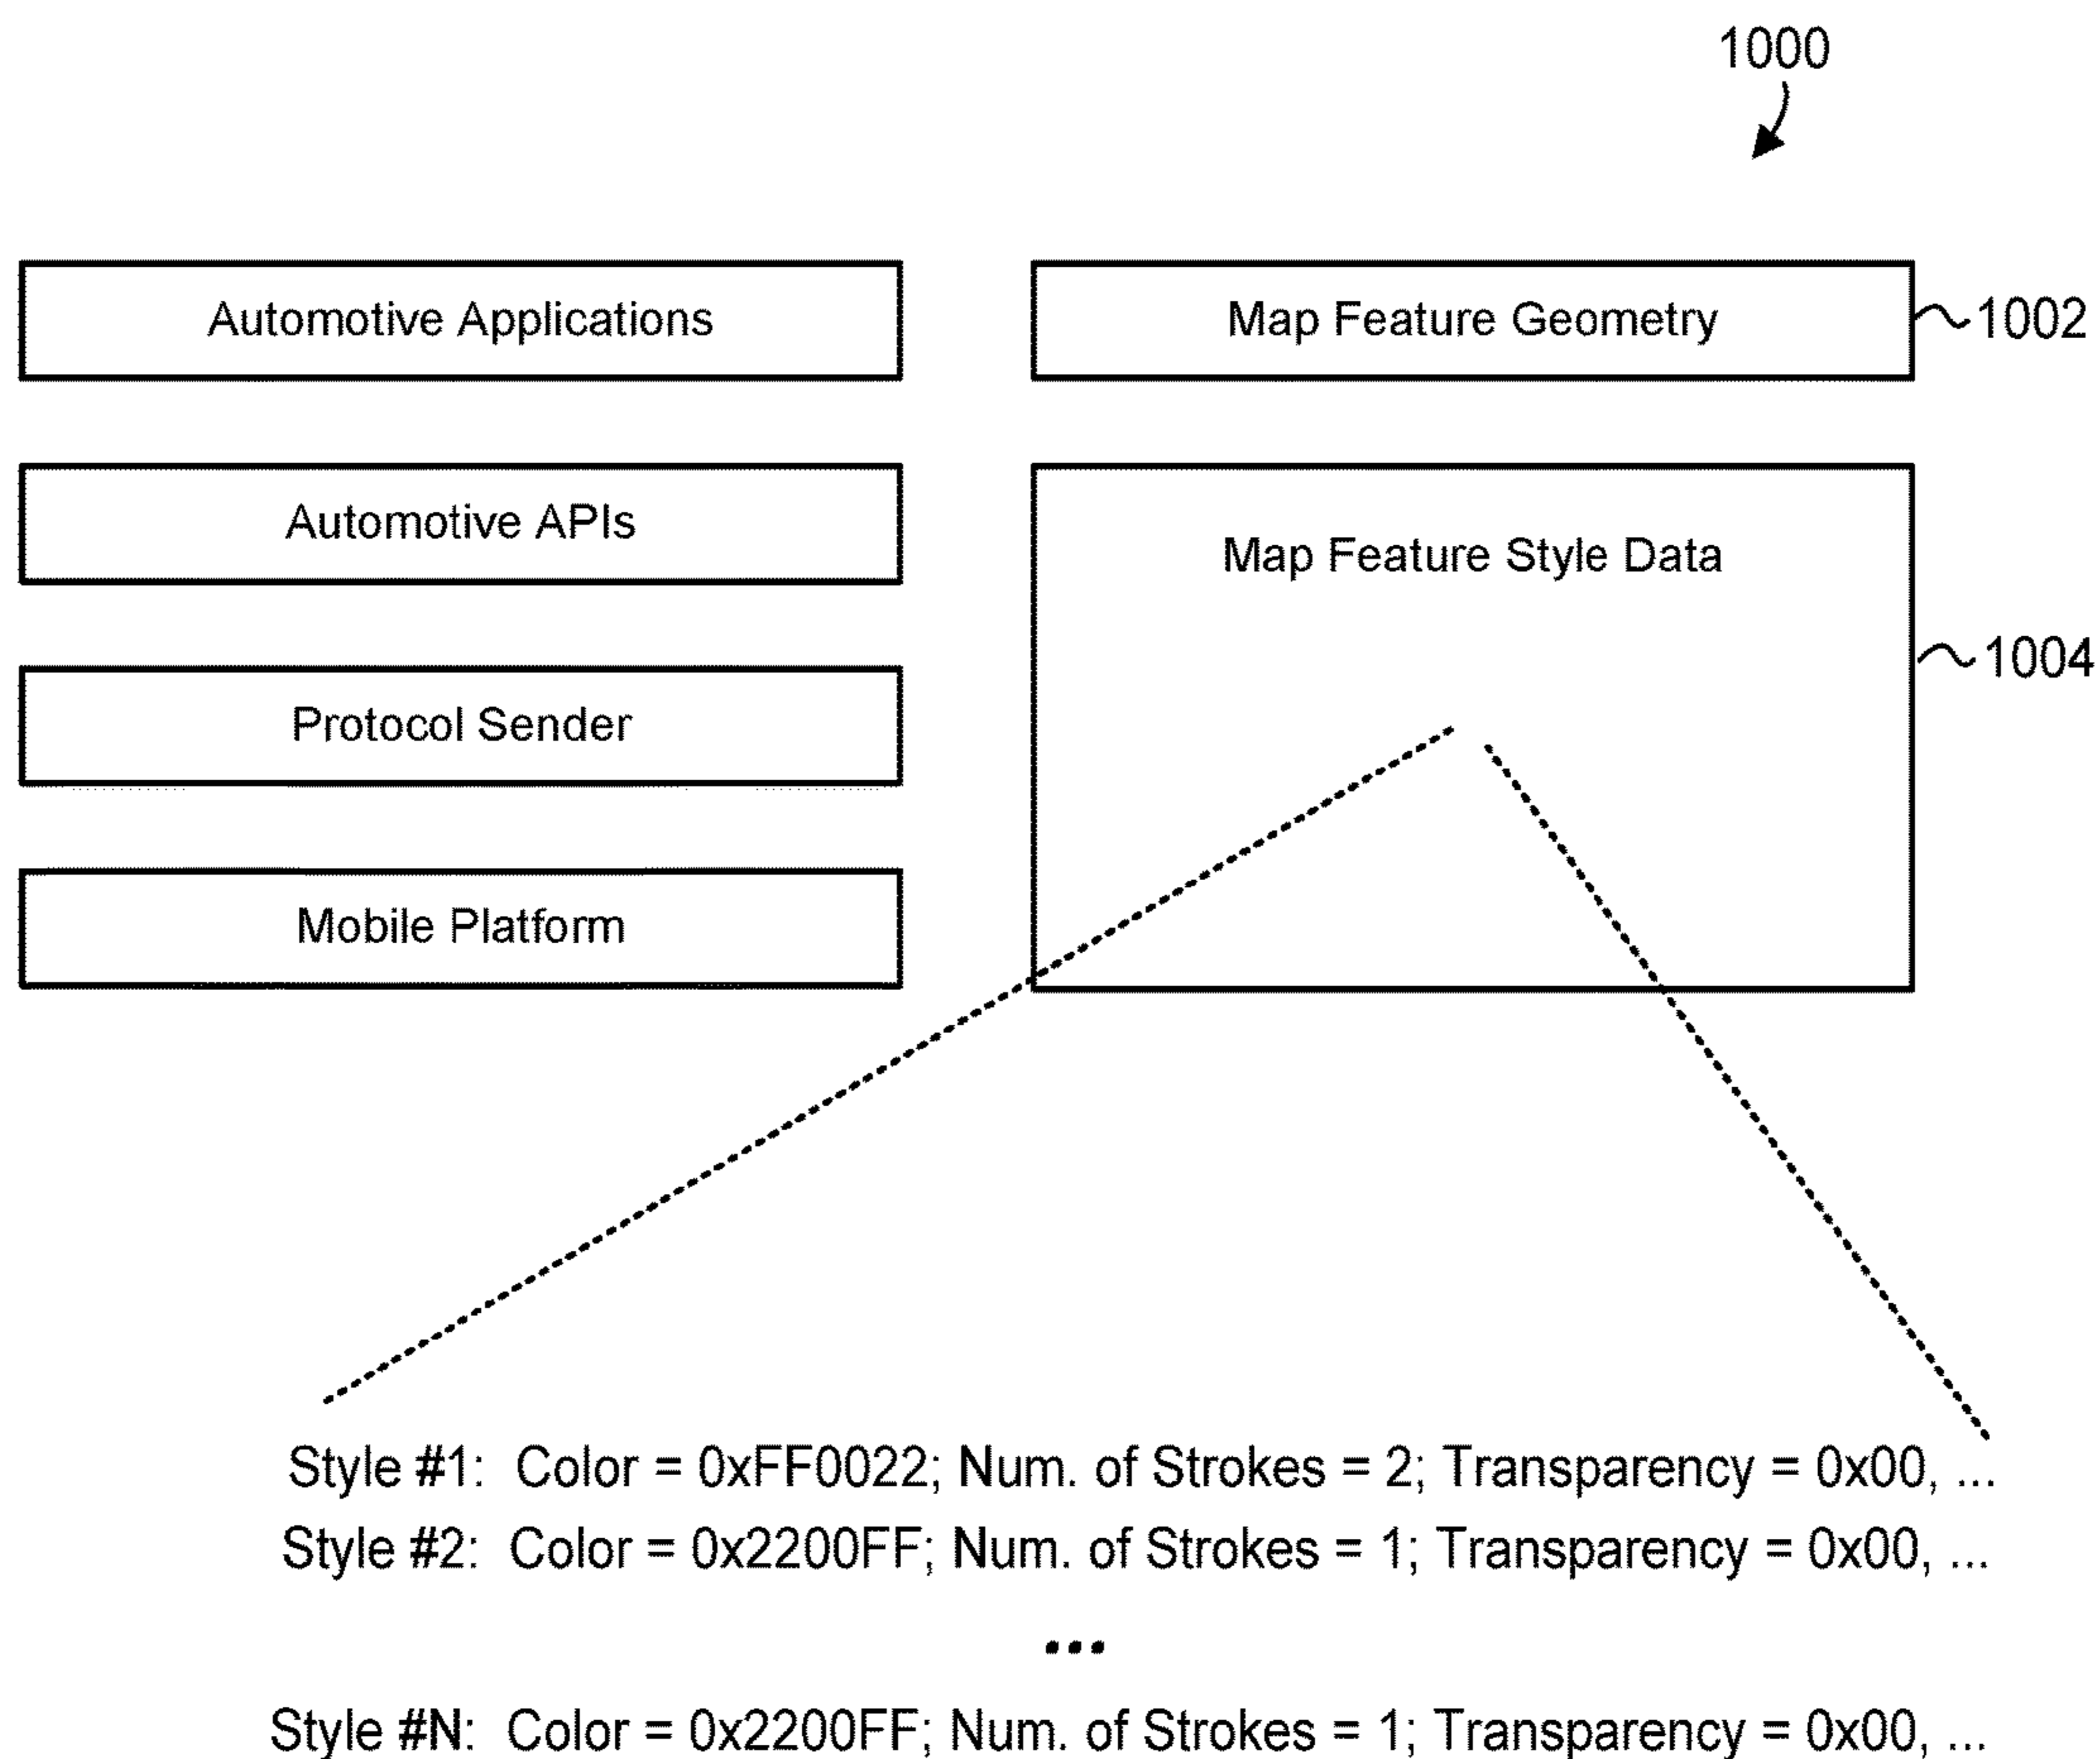 1000
Automotive Applications
Map Feature Geometry
1002
Automotive APIs
Map Feature Style Data
1004
Protocol Sender
Mobile Platform
Style #1: Color = 0xFF0022; Num. of Strokes = 2; Transparency = 0x00, ...
Style #2: Color = 0x2200FF; Num. of Strokes = 1; Transparency = 0x00, ...
...
Style #N: Color = 0x2200FF; Num. of Strokes = 1; Transparency = 0x00, ...